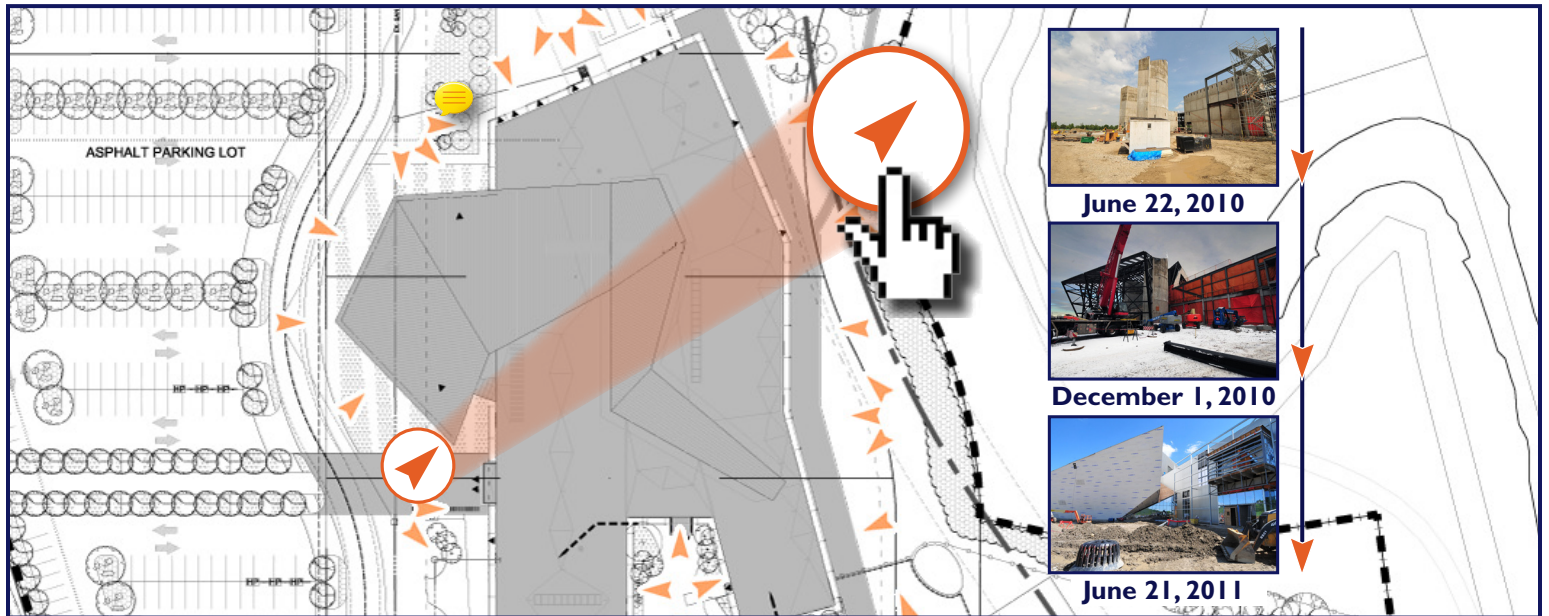 ASPHALT PARKING LOT
June 22, 2010
December 1, 2010
June 21, 2011